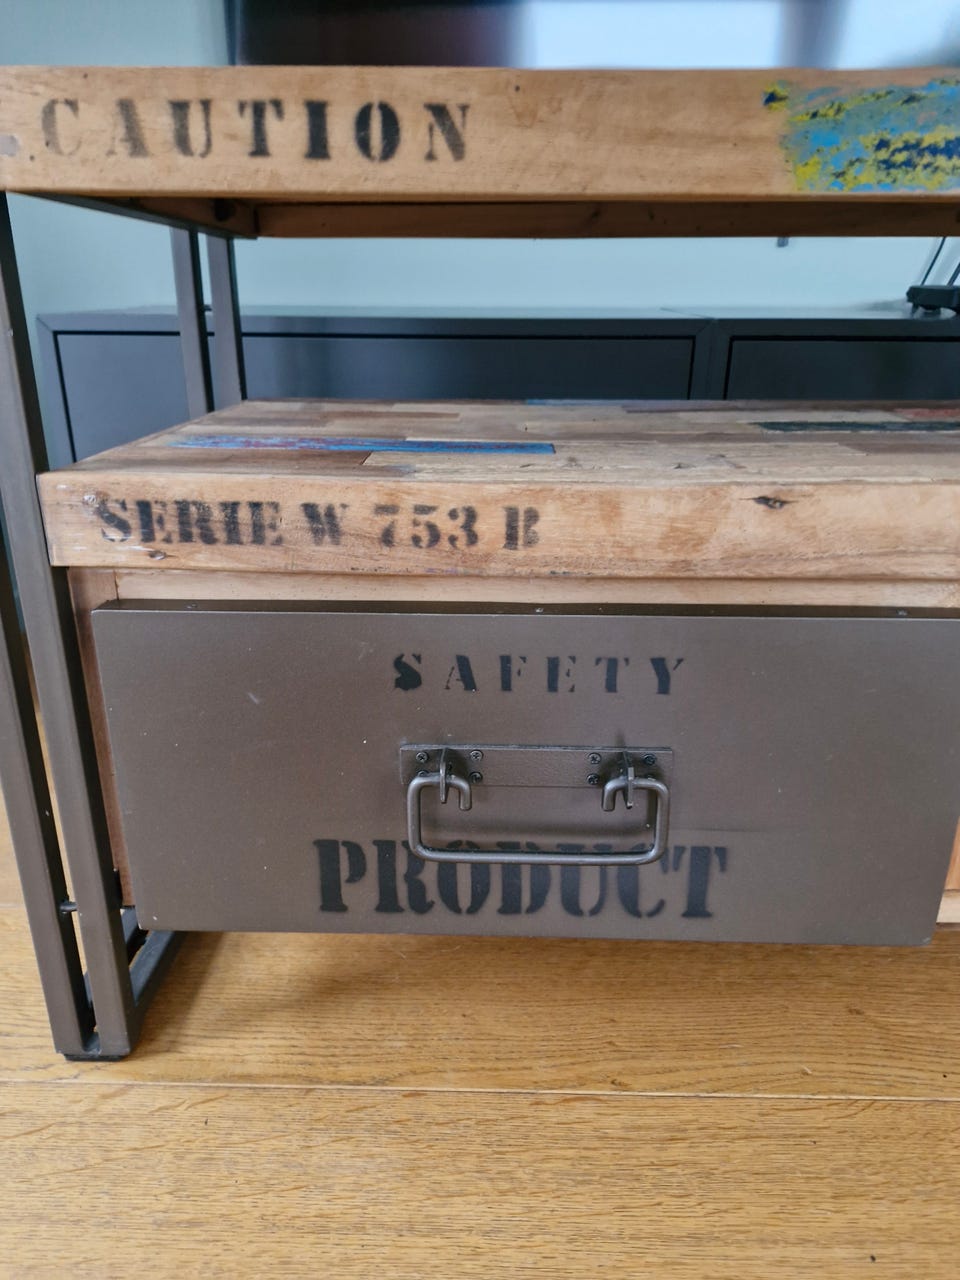 CAUTION
SERIE W 753 B
SAFETY
PRODUCT